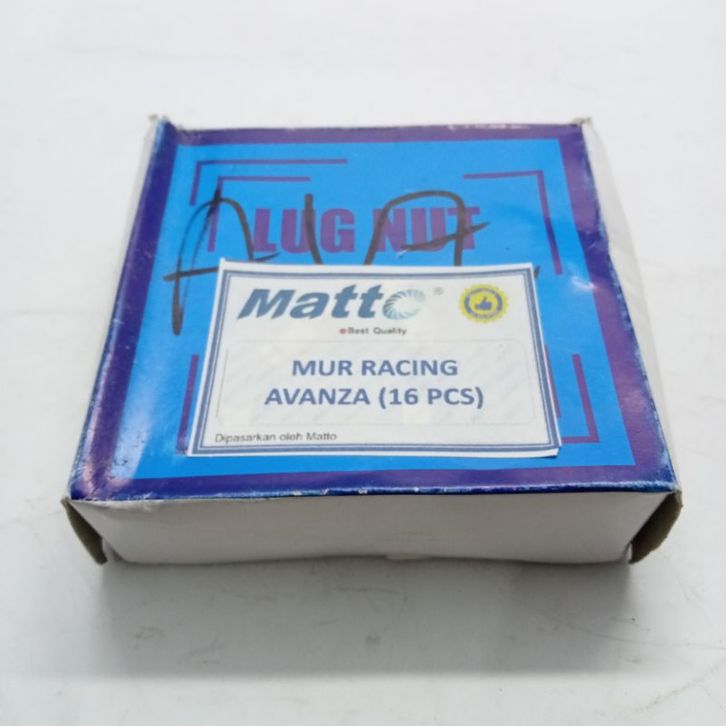 LUG NUT
Matto®
Best Quality
MUR RACING
AVANZA (16 PCS)
Dipasarkan oleh Matto